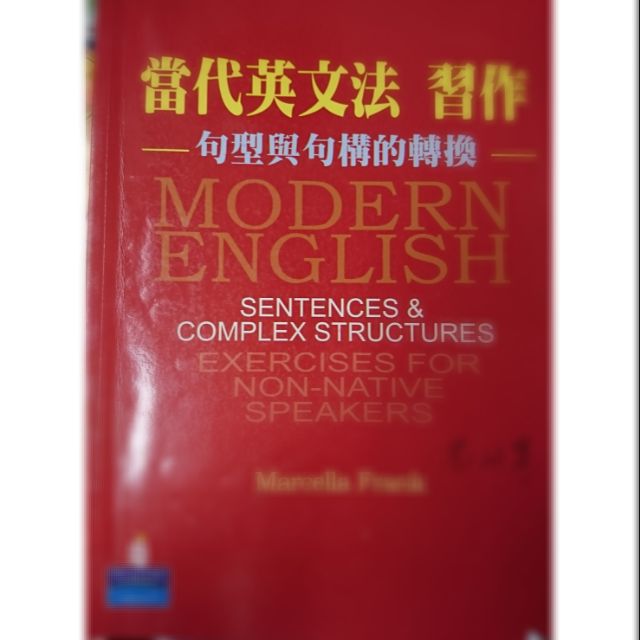 當代英文法 習作
句型與句構的轉換
MODERN
ENGLISH
SENTENCES &
COMPLEX STRUCTURES
EXERCISES FOR
NON-NATIVE
SPEAKERS
Marcella Frank